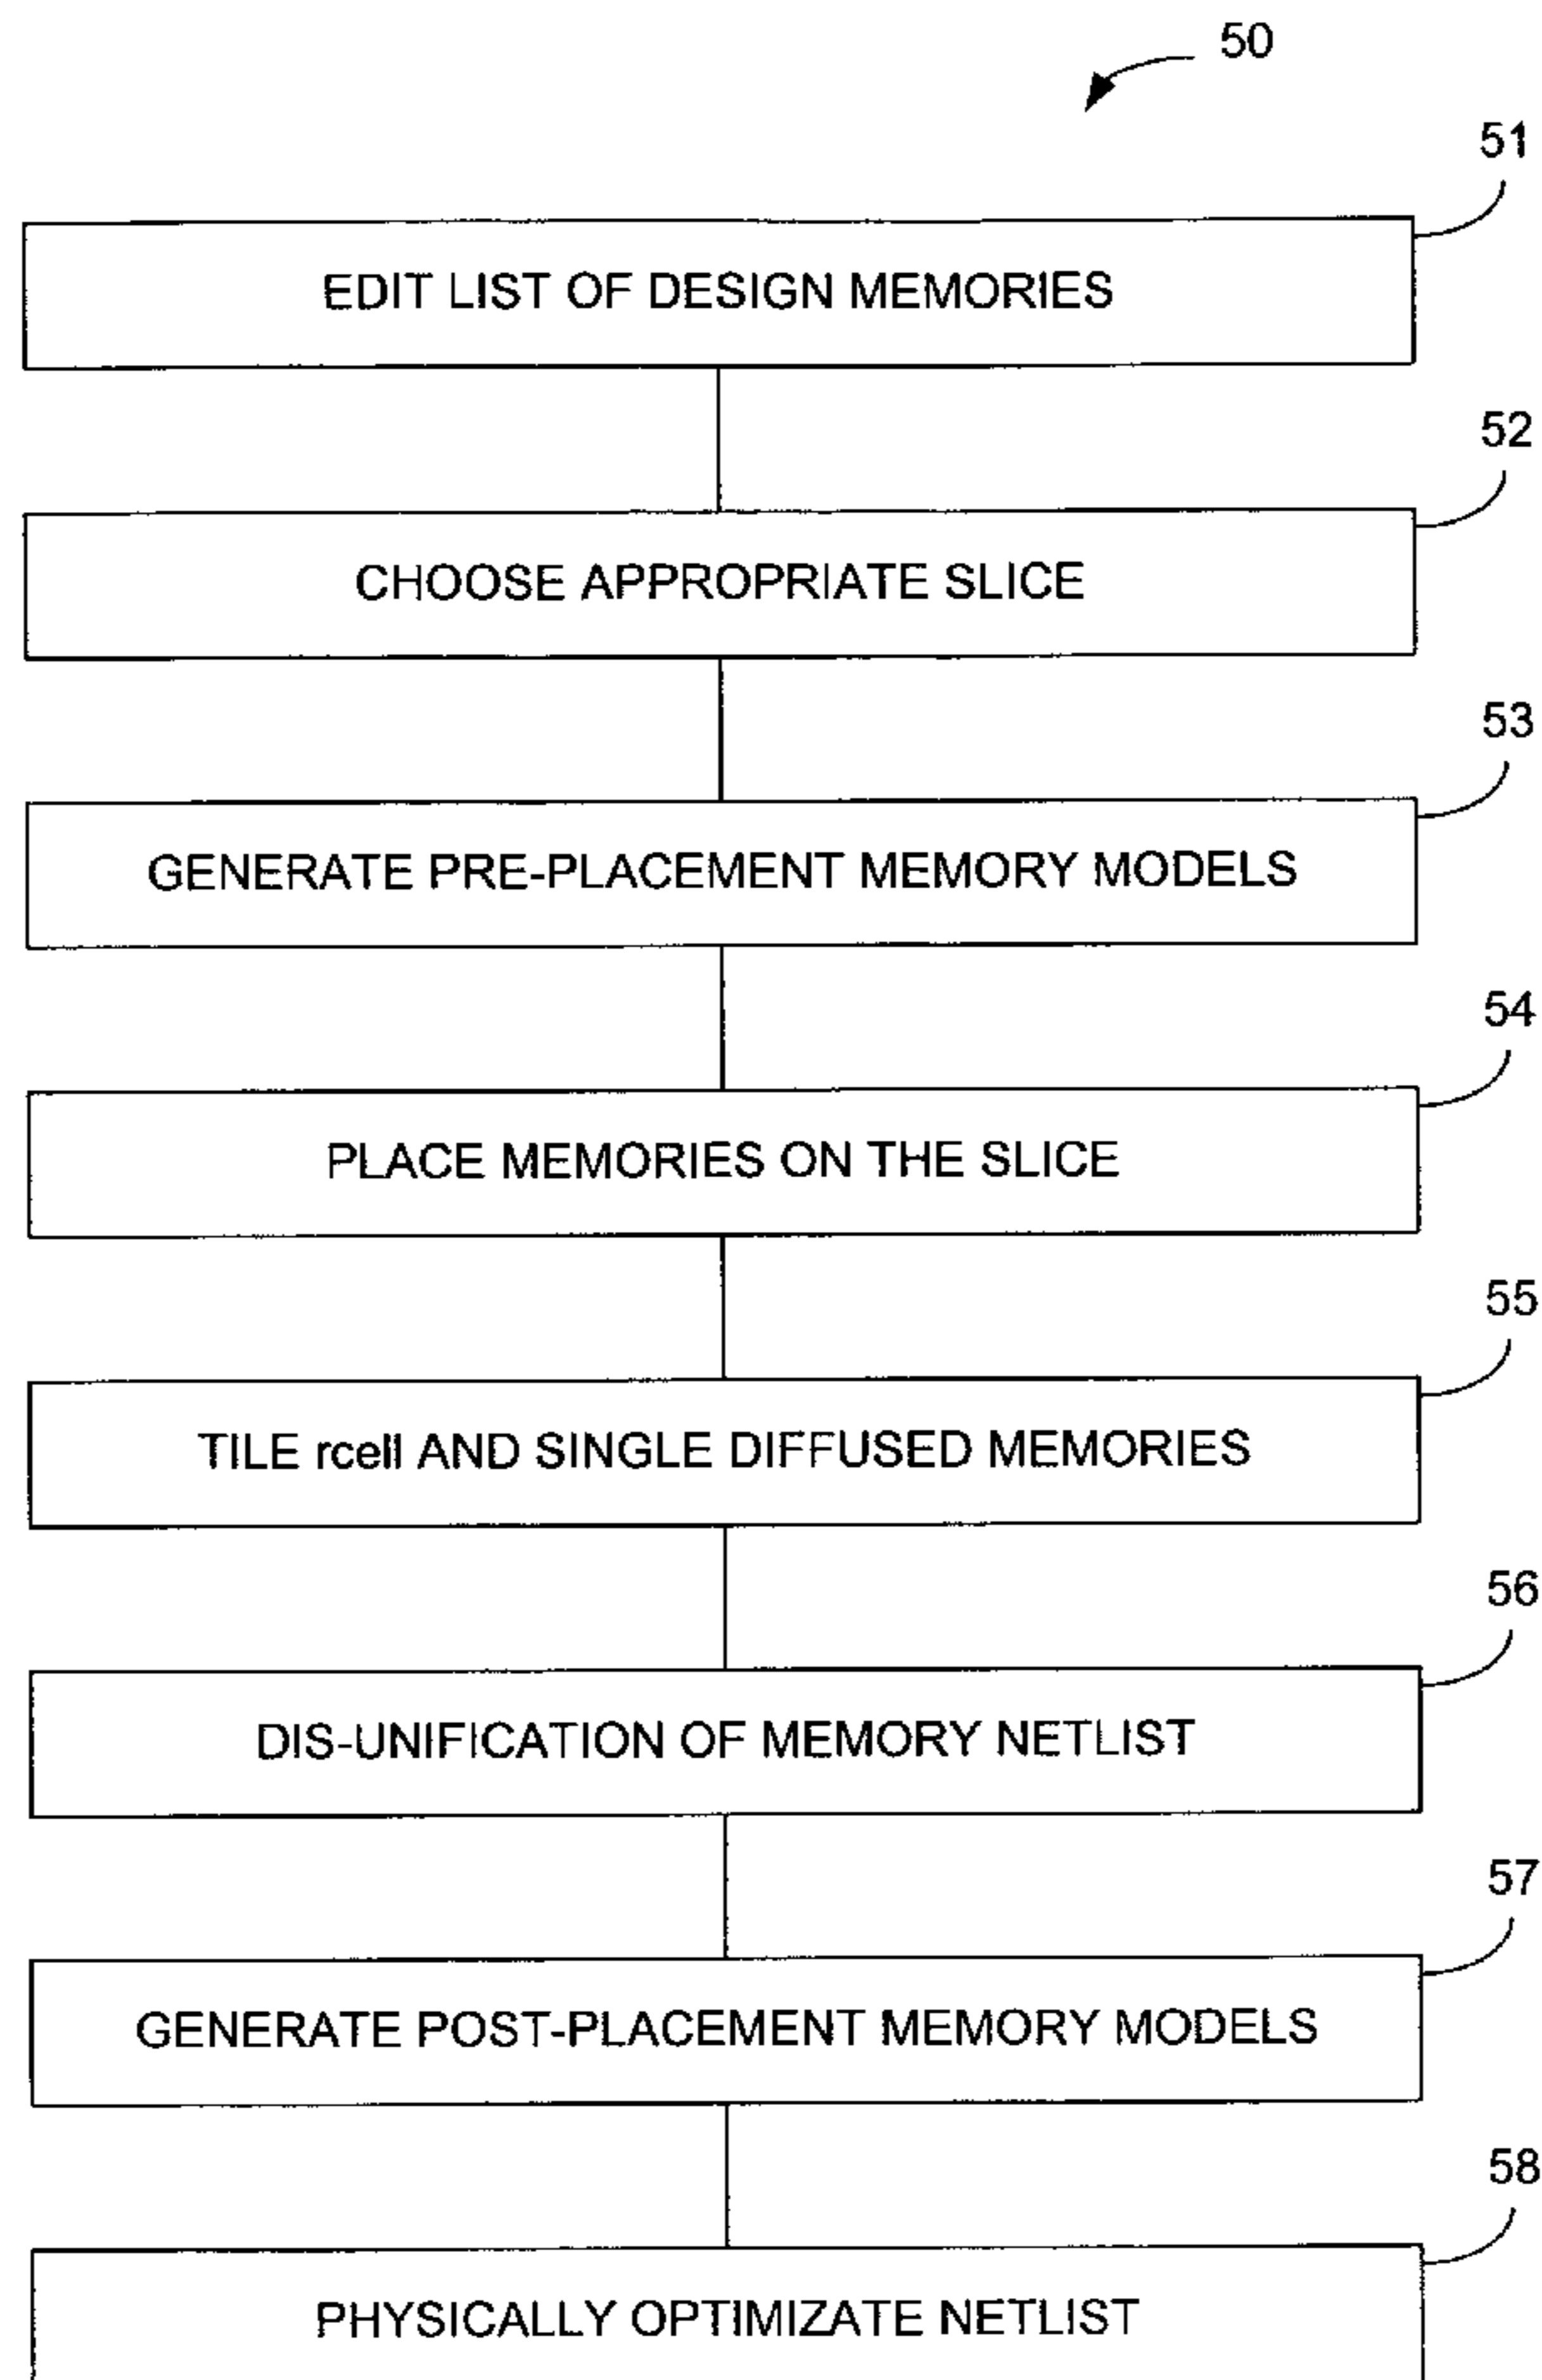 50
51
EDIT LIST OF DESIGN MEMORIES
52
CHOOSE APPROPRIATE SLICE
53
GENERATE PRE-PLACEMENT MEMORY MODELS
54
PLACE MEMORIES ON THE SLICE
55
TILE rcell AND SINGLE DIFFUSED MEMORIES
56
DIS-UNIFICATION OF MEMORY NETLIST
57
GENERATE POST-PLACEMENT MEMORY MODELS
58
PHYSICALLY OPTIMIZATE NETLIST